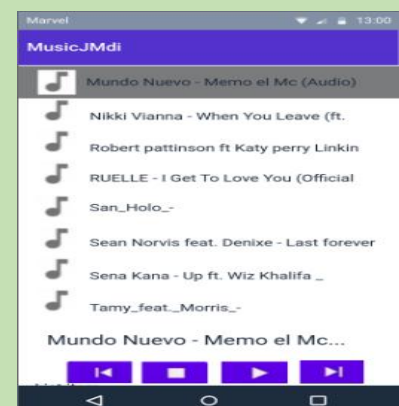 Marvel 13:00
MusicJMdi
Mundo Nuevo - Memo el Mc (Audio)
Nikki Vianna - When You Leave (ft.
Robert pattinson ft Katy perry Linkin
RUELLE - I Get To Love You (Official
San_Holo_-
Sean Norvis feat. Denixe - Last forever
Sena Kana - Up ft. Wiz Khalifa _
Tamy_feat._Morris_-
Mundo Nuevo - Memo el Mc...